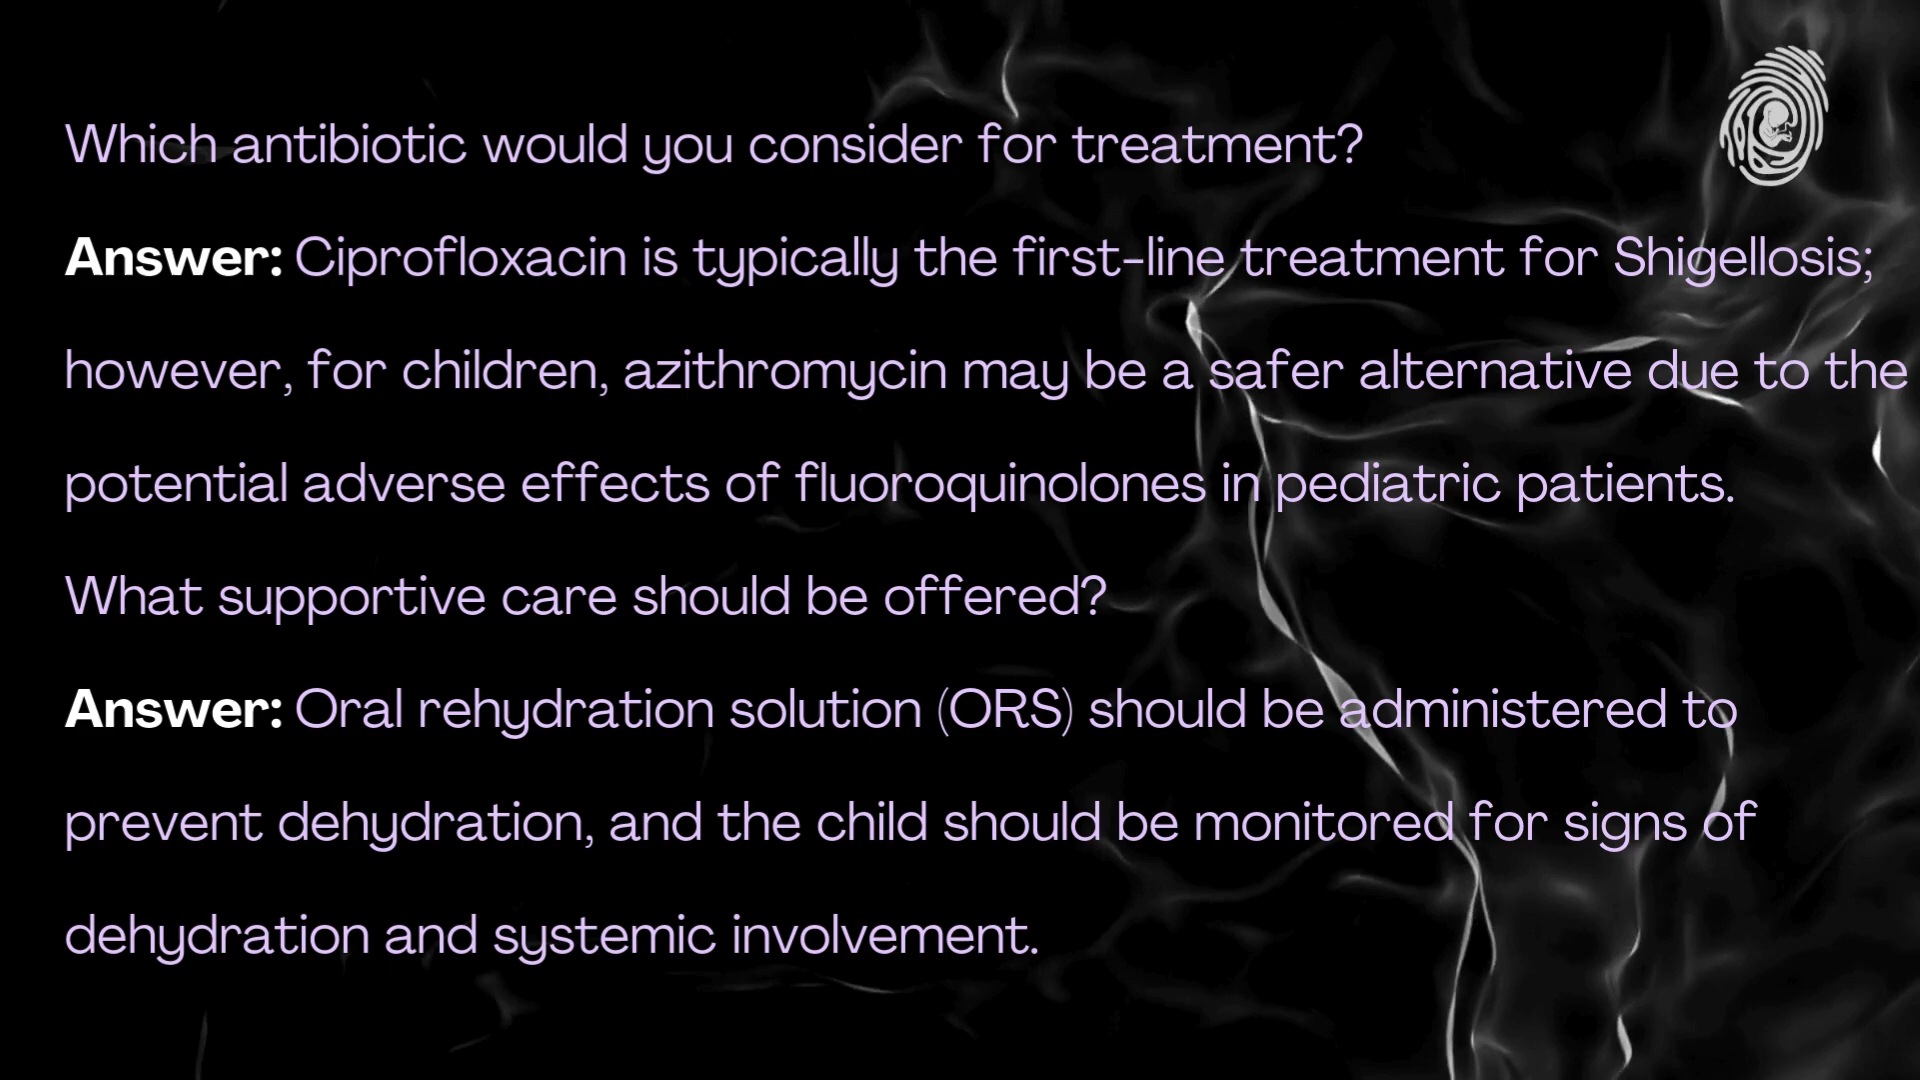 Which antibiotic would you consider for treatment?
Answer: Ciprofloxacin is typically the first-line treatment for Shigellosis;
however, for children, azithromycin may be a safer alternative due to the
potential adverse effects of fluoroquinolones in pediatric patients.
What supportive care should be offered?
Answer: Oral rehydration solution (ORS) should be administered to
prevent dehydration, and the child should be monitored for signs of
dehydration and systemic involvement.